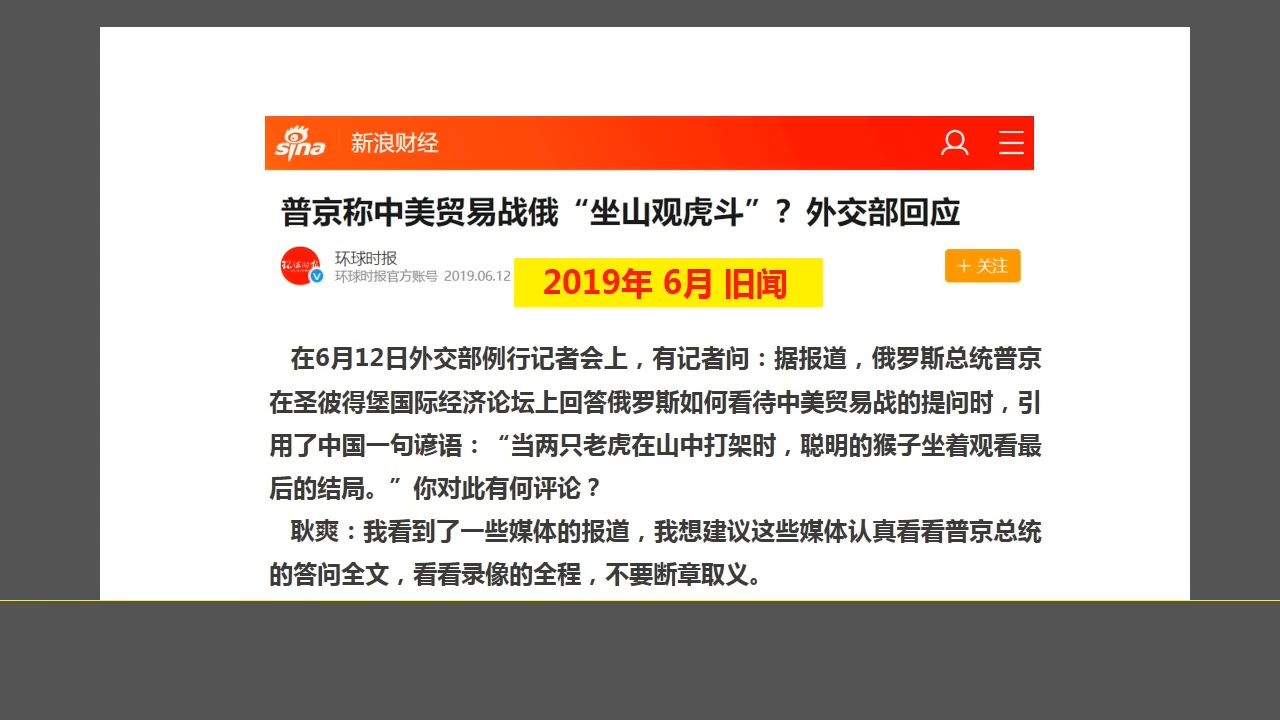 sina 新浪财经
普京称中美贸易战俄“坐山观虎斗”？外交部回应
环球时报
环球时报官方账号 2019.06.12
+ 关注
2019年 6月 旧闻
在6月12日外交部例行记者会上，有记者问：据报道，俄罗斯总统普京
在圣彼得堡国际经济论坛上回答俄罗斯如何看待中美贸易战的提问时，引
用了中国一句谚语：“当两只老虎在山中打架时，聪明的猴子坐着观看最
后的结局。”你对此有何评论？
耿爽：我看到了一些媒体的报道，我想建议这些媒体认真看看普京总统
的答问全文，看看录像的全程，不要断章取义。